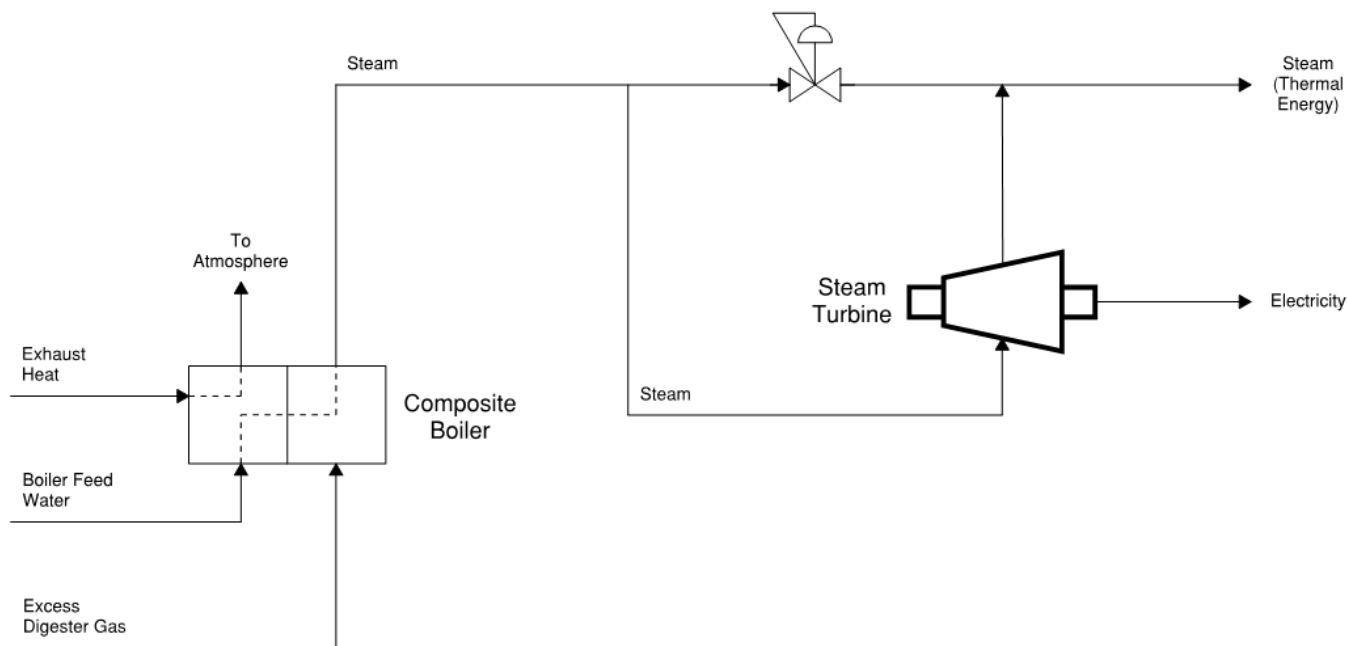 Steam
Steam
(Thermal
Energy)
To
Atmosphere
Steam
Turbine
Electricity
Exhaust
Heat
Composite
Boiler
Steam
Boiler Feed
Water
Excess
Digester Gas